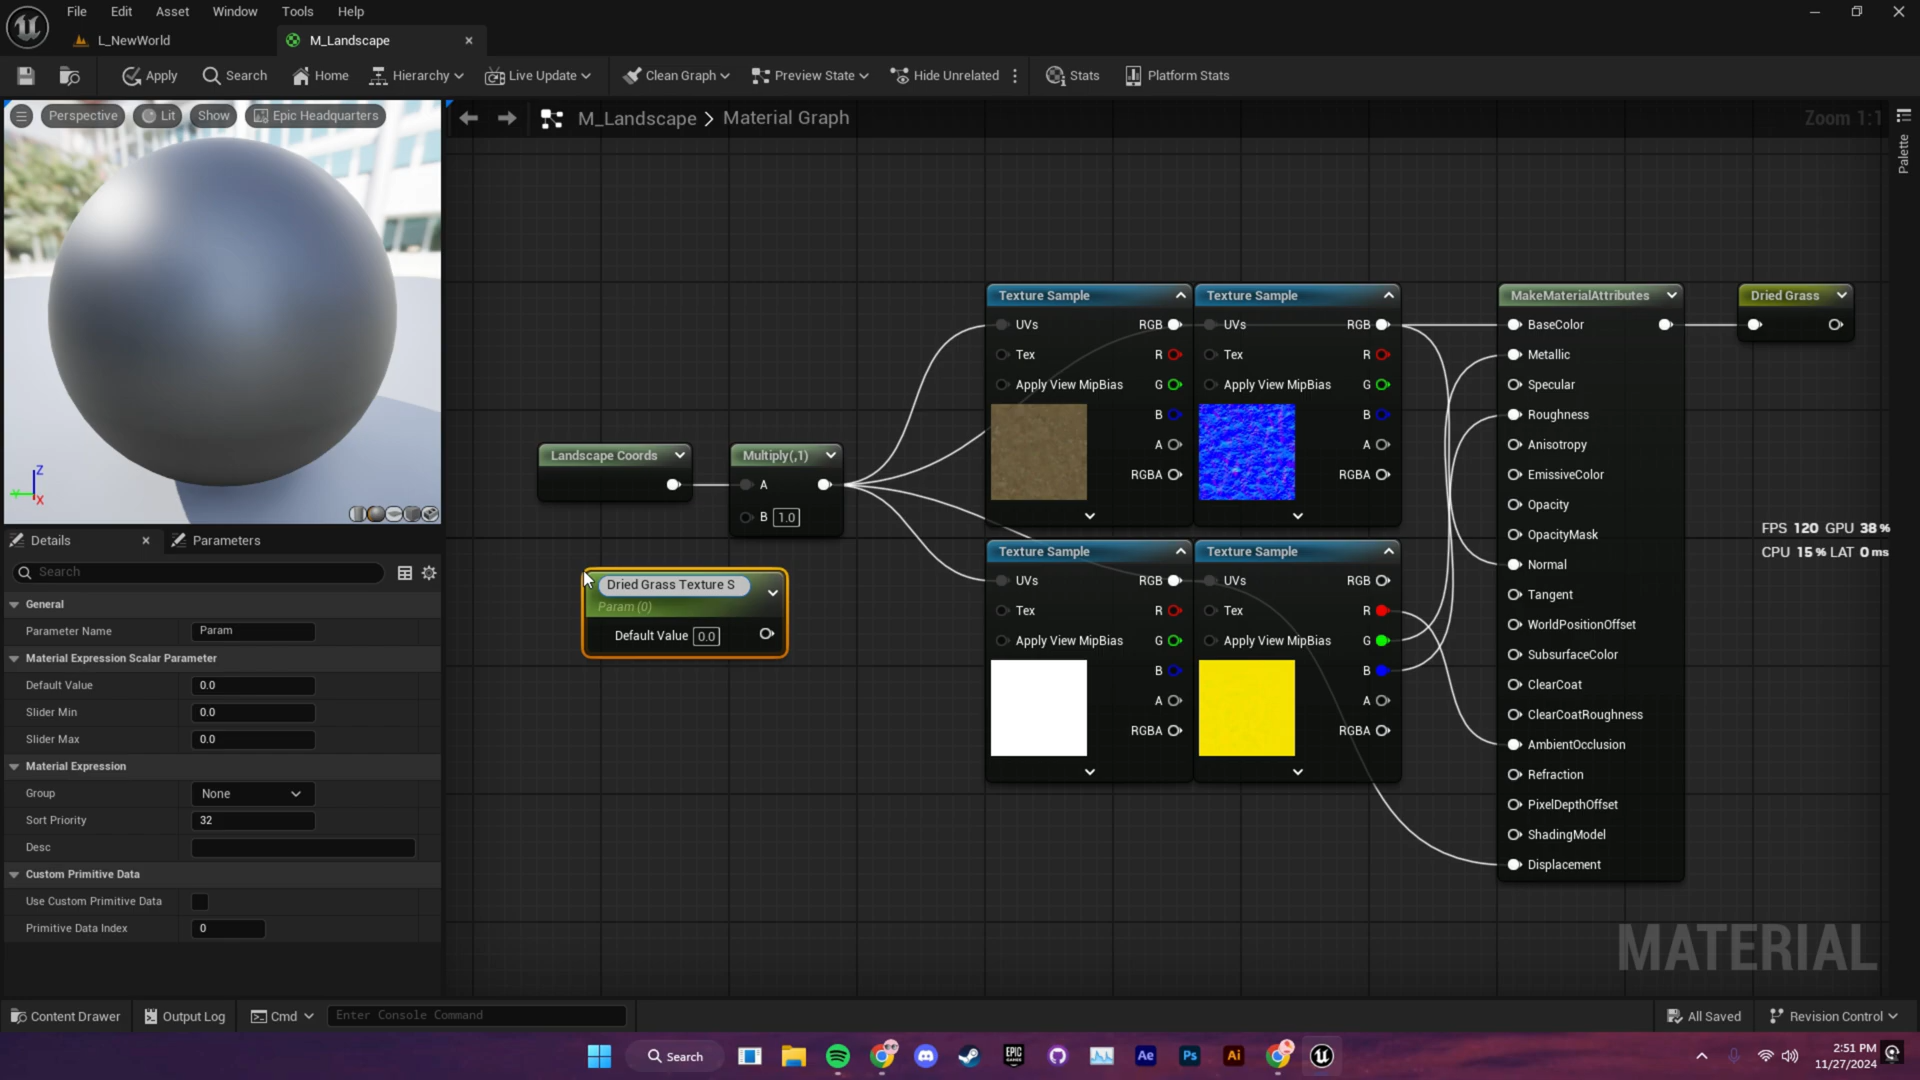 File Edit Asset Window Tools Help
L_NewWorld M_Landscape
Apply Search Home Hierarchy Live Update Clean Graph Preview State Hide Unrelated Stats Platform Stats
Perspective Lit Show Epic Headquarters
M_Landscape > Material Graph
Zoom 1:1
Palette
Z
Y
X
Details Parameters
Search
General
Parameter Name Param
Material Expression Scalar Parameter
Default Value 0.0
Slider Min 0.0
Slider Max 0.0
Material Expression
Group None
Sort Priority 32
Desc
Custom Primitive Data
Use Custom Primitive Data
Primitive Data Index 0
Landscape Coords
Multiply(,1)
A
B 1.0
Dried Grass Texture S
Param (0)
Default Value 0.0
Texture Sample
UVs RGB
Tex R
Apply View MipBias G
B
A
RGBA
Texture Sample
UVs RGB
Tex R
Apply View MipBias G
B
A
RGBA
Texture Sample
UVs RGB
Tex R
Apply View MipBias G
B
A
RGBA
Texture Sample
UVs RGB
Tex R
Apply View MipBias G
B
A
RGBA
MakeMaterialAttributes
BaseColor
Metallic
Specular
Roughness
Anisotropy
EmissiveColor
Opacity
OpacityMask
Normal
Tangent
WorldPositionOffset
SubsurfaceColor
ClearCoat
ClearCoatRoughness
AmbientOcclusion
Refraction
PixelDepthOffset
ShadingModel
Displacement
Dried Grass
FPS 120 GPU 38 %
CPU 15 % LAT 0 ms
MATERIAL
Content Drawer Output Log Cmd Enter Console Command All Saved Revision Control
Search
EPIC
GAMES
Ae
Ps
Ai
2:51 PM
11/27/2024